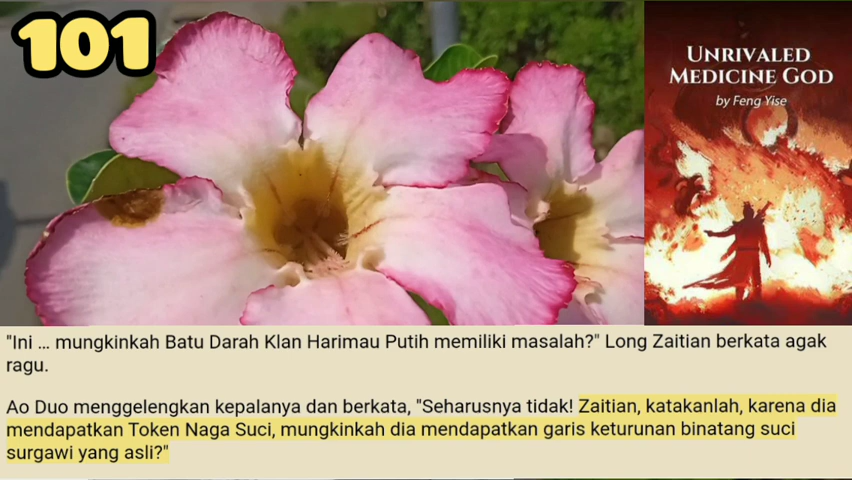 101
UNRIVALED
MEDICINE GOD
by Feng Yise
"Ini ... mungkinkah Batu Darah Klan Harimau Putih memiliki masalah?" Long Zaitian berkata agak
ragu.
Ao Duo menggelengkan kepalanya dan berkata, "Seharusnya tidak! Zaitian, katakanlah, karena dia
mendapatkan Token Naga Suci, mungkinkah dia mendapatkan garis keturunan binatang suci
surgawi yang asli?"